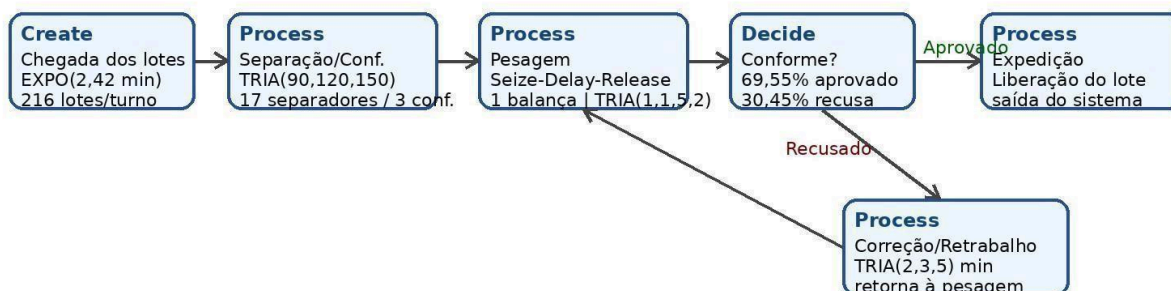 Create
Chegada dos lotes
EXPO(2,42 min)
216 lotes/turno
Process
Separação/Conf.
TRIA(90,120,150)
17 separadores / 3 conf.
Process
Pesagem
Seize-Delay-Release
1 balança | TRIA(1,1,5,2)
Decide
Conforme?
69,55% aprovado
30,45% recusa
Aprovado
Process
Expedição
Liberação do lote
saída do sistema
Recusado
Process
Correção/Retrabalho
TRIA(2,3,5) min
retorna à pesagem